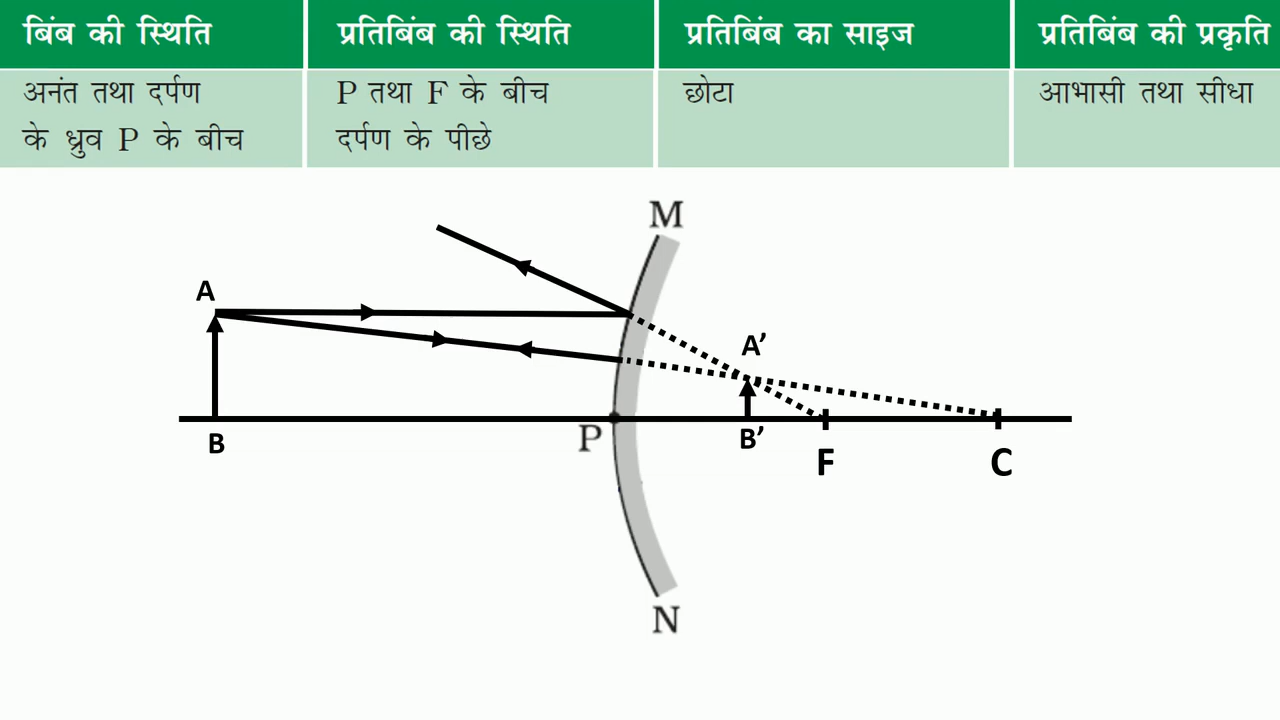 बिंब की स्थिति प्रतिबिंब की स्थिति प्रतिबिंब का साइज प्रतिबिंब की प्रकृति
अनंत तथा दर्पण P तथा F के बीच छोटा आभासी तथा सीधा
के ध्रुव P के बीच दर्पण के पीछे
M
A
A’
P
B
B’
F
C
N